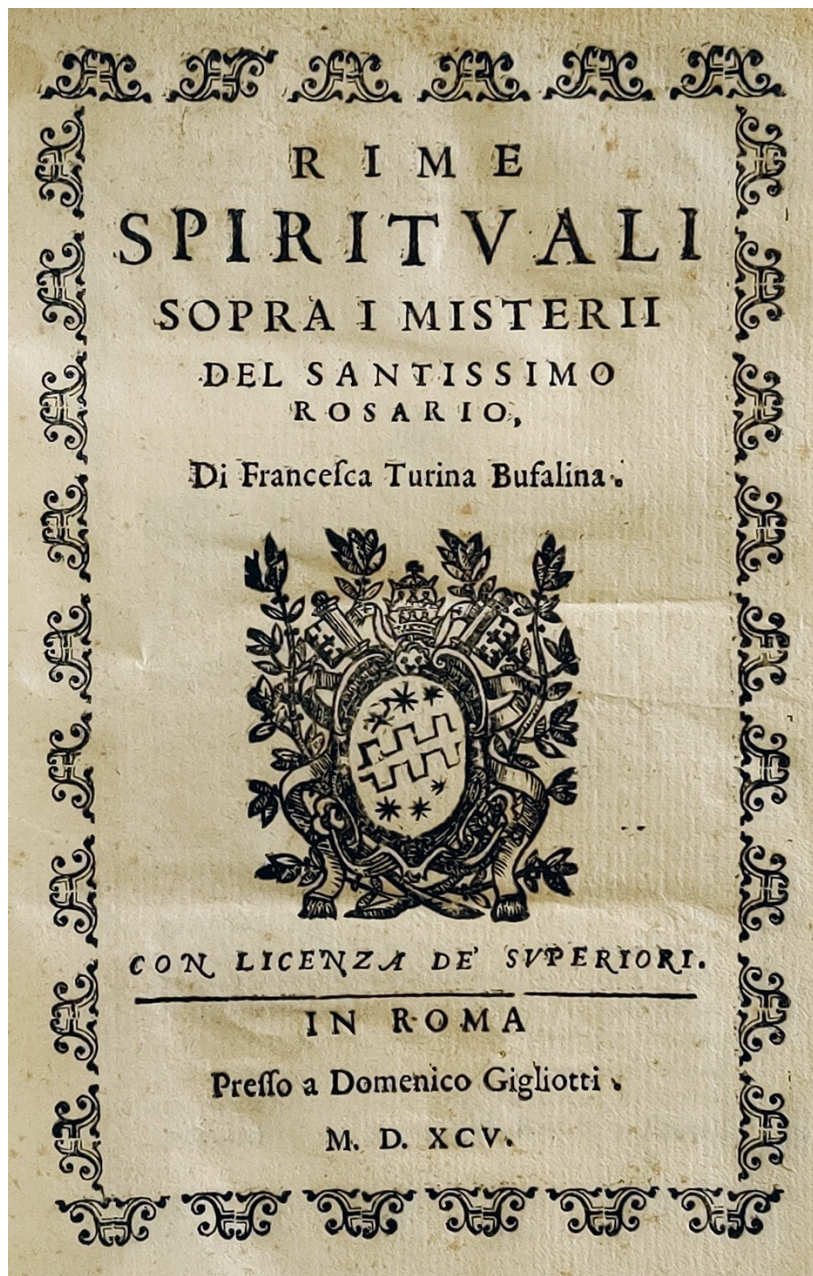 RIME
SPIRITVALI
SOPRA I MISTERII
DEL SANTISSIMO
ROSARIO,
Di Franceſca Turina Bufalina.
CON LICENZA DE' SVPERIORI.
IN ROMA
Preſſo a Domenico Gigliotti.
M. D. XCV.